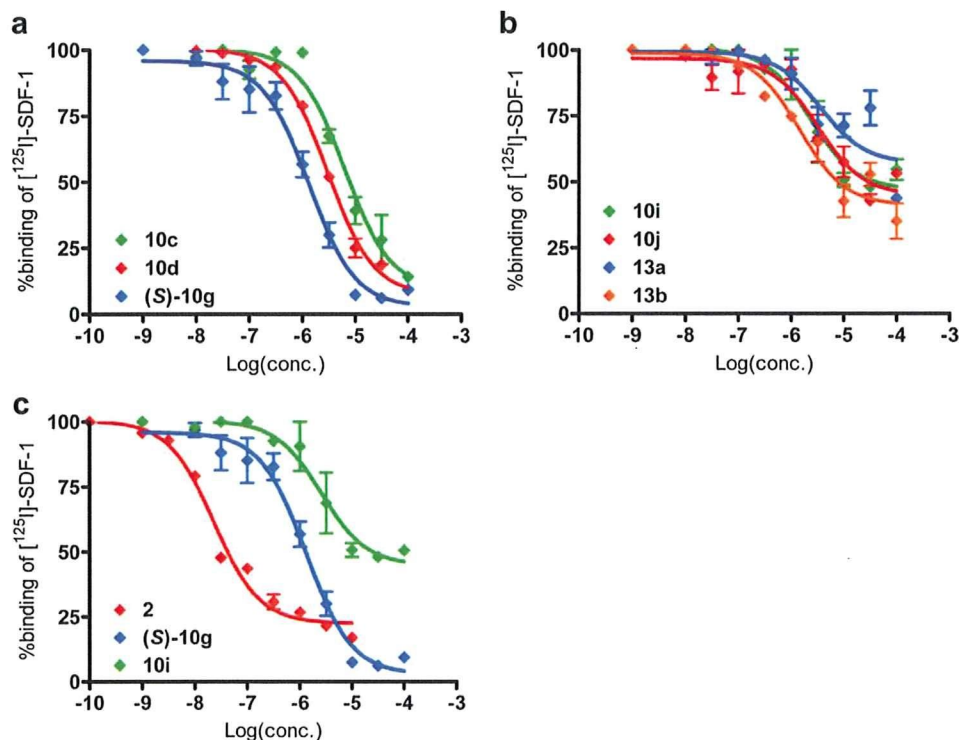 a
%binding of [¹²⁵I]-SDF-1
100
75
50
25
0
10c
10d
(S)-10g
-10 -9 -8 -7 -6 -5 -4 -3
Log(conc.)
b
%binding of [¹²⁵I]-SDF-1
100
75
50
25
0
10i
10j
13a
13b
-10 -9 -8 -7 -6 -5 -4 -3
Log(conc.)
c
%binding of [¹²⁵I]-SDF-1
100
75
50
25
0
2
(S)-10g
10i
-10 -9 -8 -7 -6 -5 -4 -3
Log(conc.)